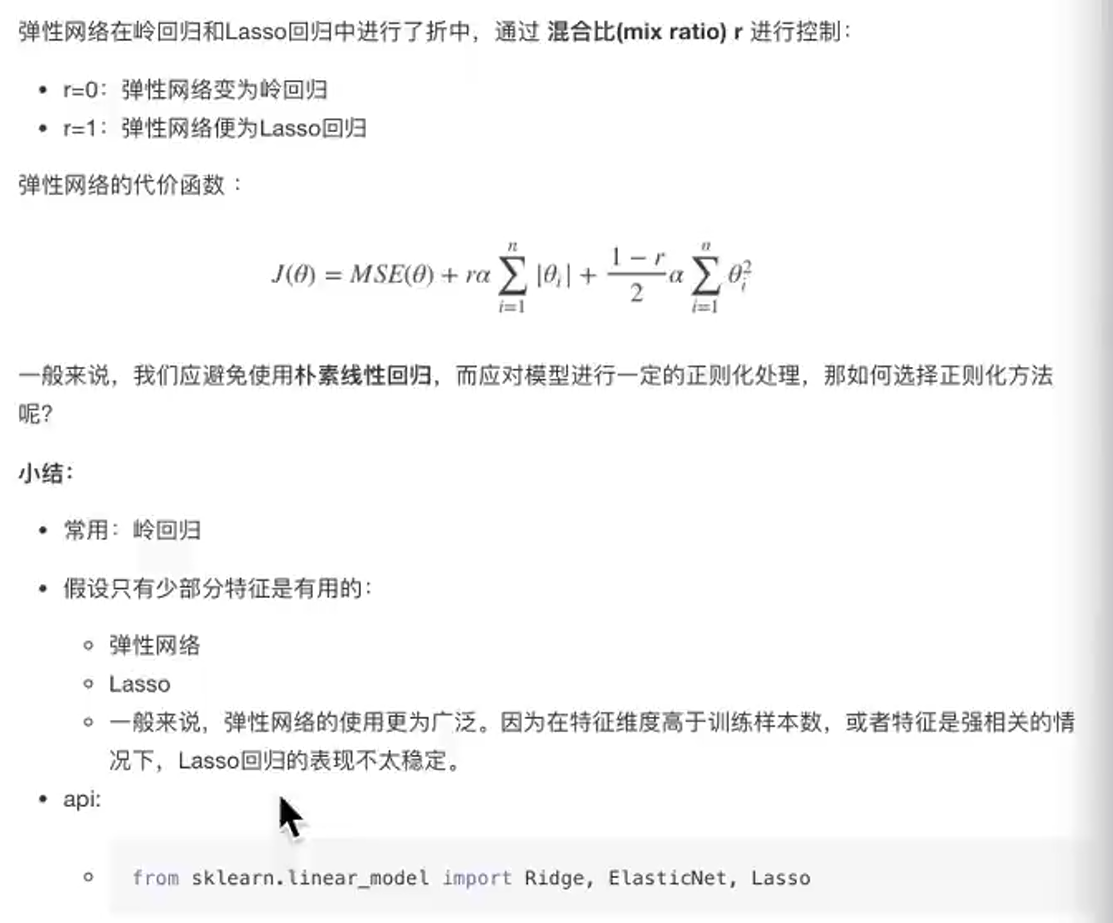 弹性网络在岭回归和Lasso回归中进行了折中，通过 混合比(mix ratio) r 进行控制：
• r=0：弹性网络变为岭回归
• r=1：弹性网络便为Lasso回归
弹性网络的代价函数 ：
J(θ) = MSE(θ) + rα ∑_{i=1}^{n} |θ_i| + \frac{1 − r}{2} α ∑_{i=1}^{n} θ_i^2
一般来说，我们应避免使用朴素线性回归，而应对模型进行一定的正则化处理，那如何选择正则化方法
呢？
小结：
• 常用：岭回归
• 假设只有少部分特征是有用的：
◦ 弹性网络
◦ Lasso
◦ 一般来说，弹性网络的使用更为广泛。因为在特征维度高于训练样本数，或者特征是强相关的情
况下，Lasso回归的表现不太稳定。
• api:
◦ from sklearn.linear_model import Ridge, ElasticNet, Lasso